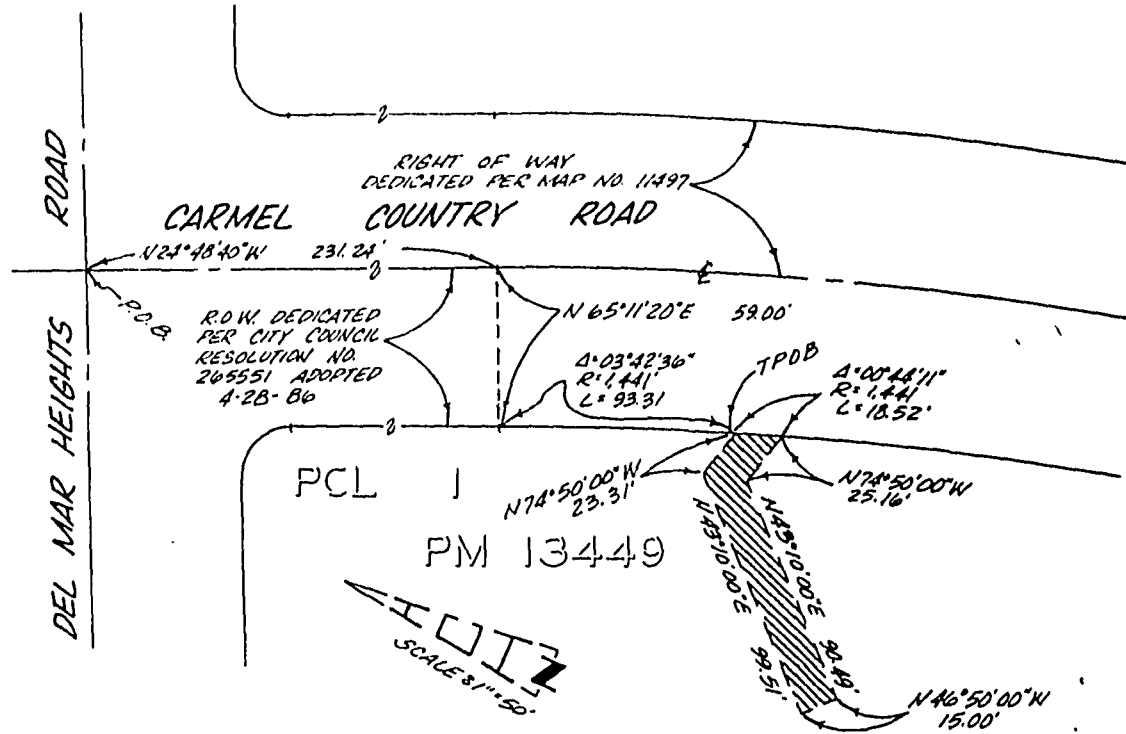 RIGHT OF WAY
DEDICATED PER MAP NO. 11497
CARMEL COUNTRY ROAD
N24°48'40"W 231.24'
P.O.B.
DEL MAR HEIGHTS ROAD
R.O.W. DEDICATED
PER CITY COUNCIL
RESOLUTION NO.
265551 ADOPTED
4-28-86
N 65°11'20"E 59.00'
Δ=03°42'36"
R=1,441'
L=93.31
TPOB
Δ=00°44'11"
R=1,441
L=18.52'
N74°50'00"W
23.31'
N74°50'00"W
25.16'
PCL 1
PM 13449
N43°10'00"E 99.51'
N43°10'00"E 90.49'
N46°50'00"W
15.00'
SCALE: 1"=50'